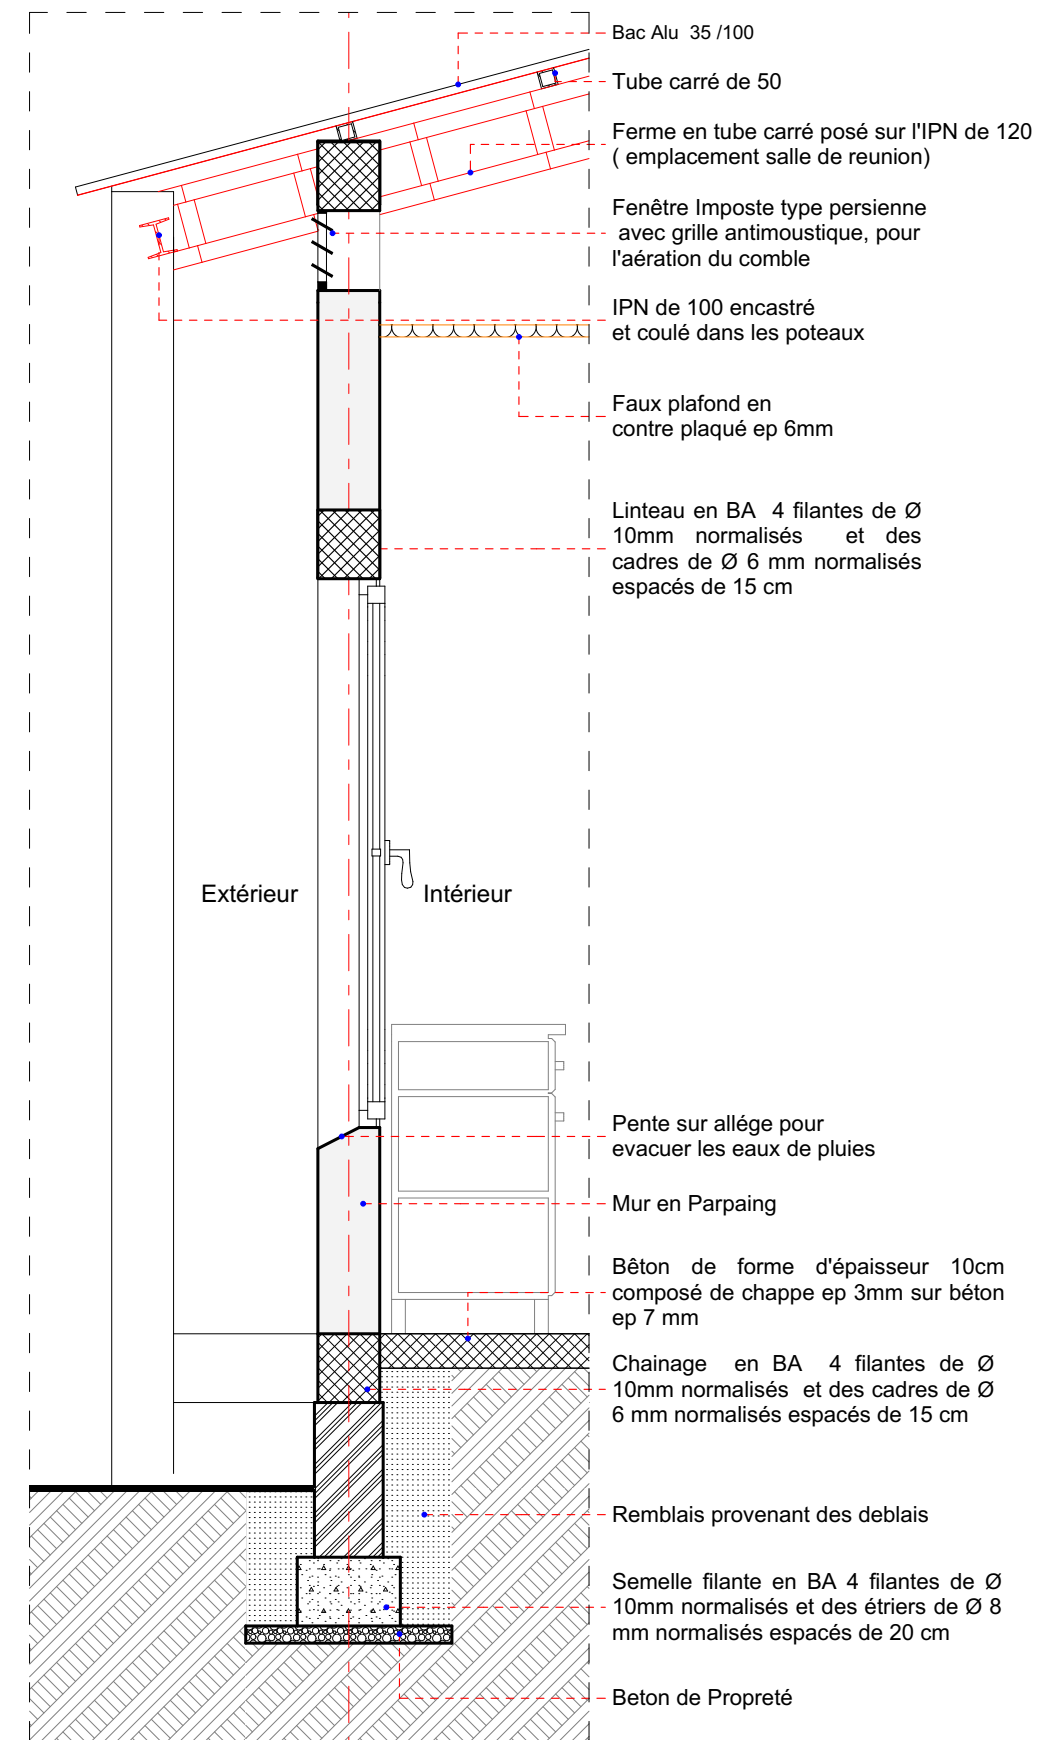 Bac Alu 35 /100
Tube carré de 50
Ferme en tube carré posé sur l'IPN de 120
( emplacement salle de reunion)
Fenêtre Imposte type persienne
avec grille antimoustique, pour
l'aération du comble
IPN de 100 encastré
et coulé dans les poteaux
Faux plafond en
contre plaqué ep 6mm
Linteau en BA 4 filantes de Ø
10mm normalisés et des
cadres de Ø 6 mm normalisés
espacés de 15 cm
Extérieur
Intérieur
Pente sur allége pour
evacuer les eaux de pluies
Mur en Parpaing
Bêton de forme d'épaisseur 10cm
composé de chappe ep 3mm sur béton
ep 7 mm
Chainage en BA 4 filantes de Ø
10mm normalisés et des cadres de Ø
6 mm normalisés espacés de 15 cm
Remblais provenant des deblais
Semelle filante en BA 4 filantes de Ø
10mm normalisés et des étriers de Ø 8
mm normalisés espacés de 20 cm
Beton de Propreté